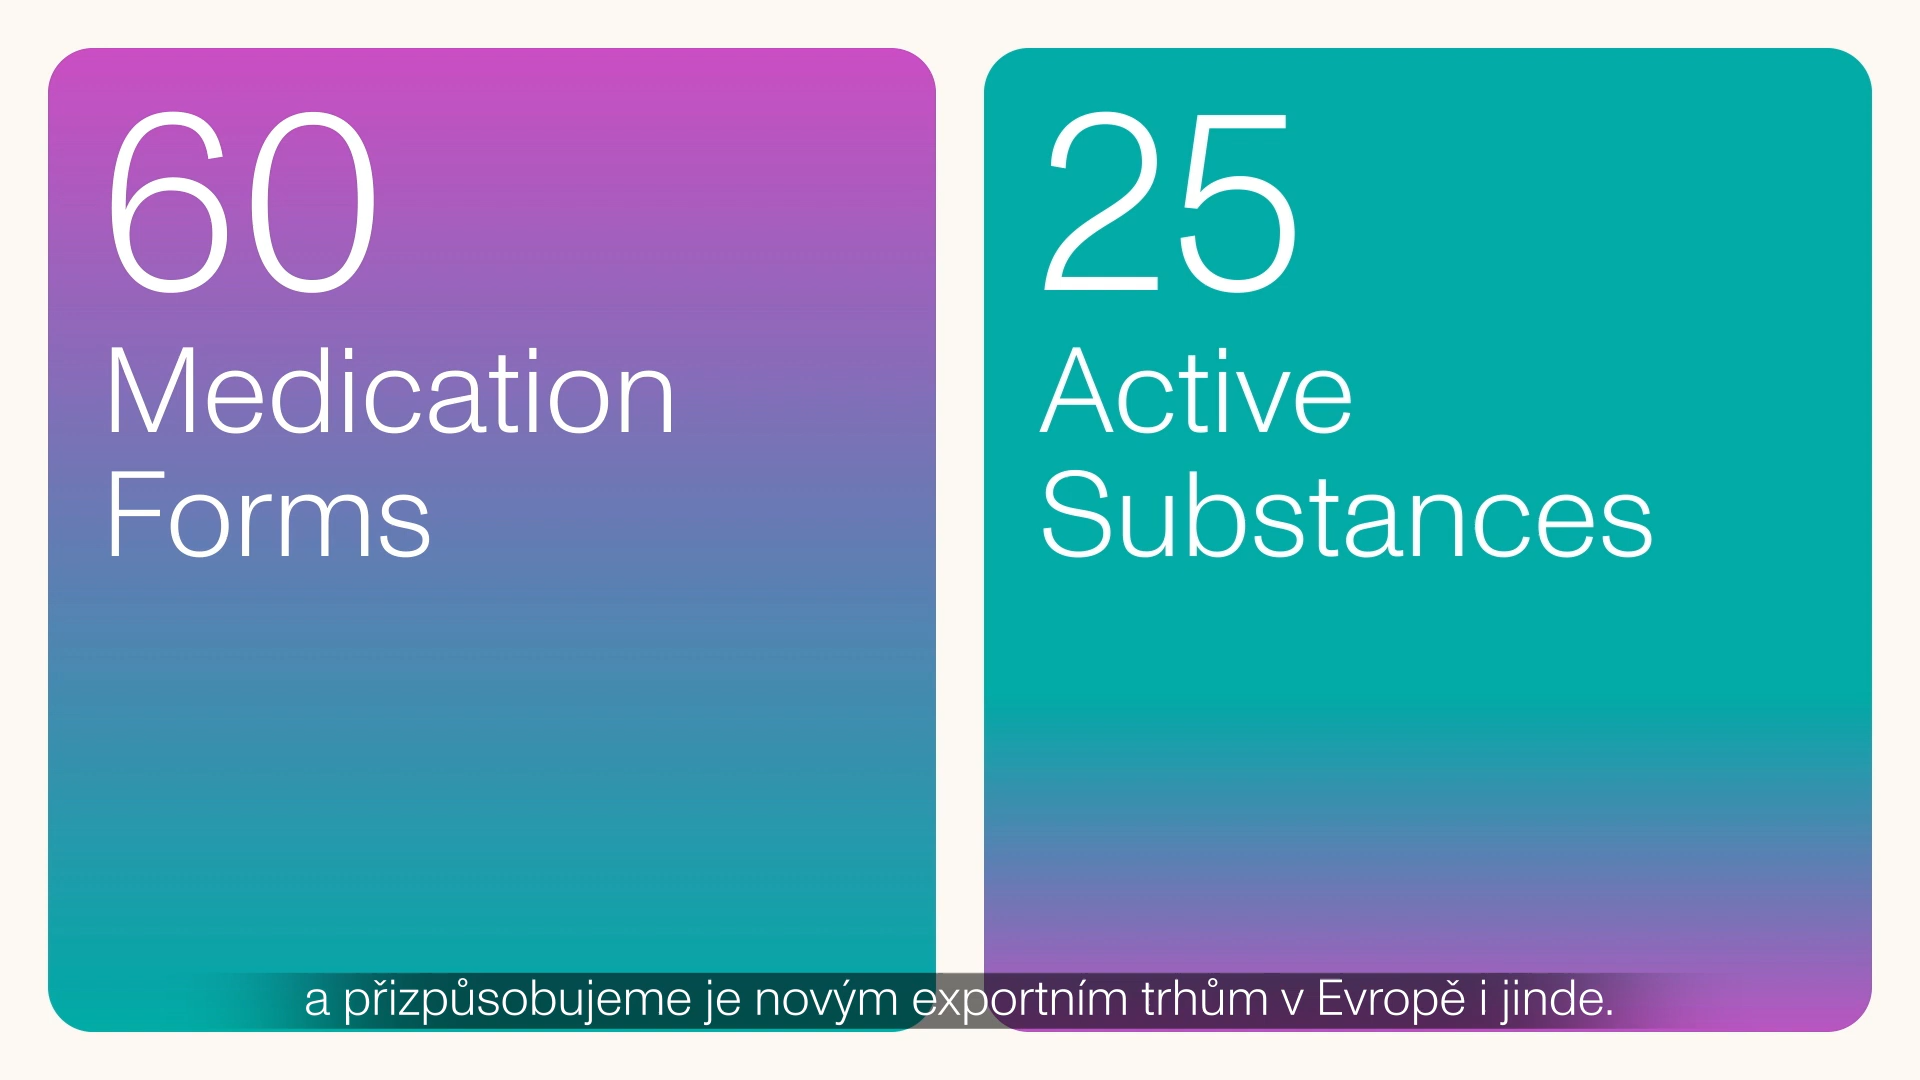 60
Medication
Forms
25
Active
Substances
a přizpůsobujeme je novým exportním trhům v Evropě i jinde.